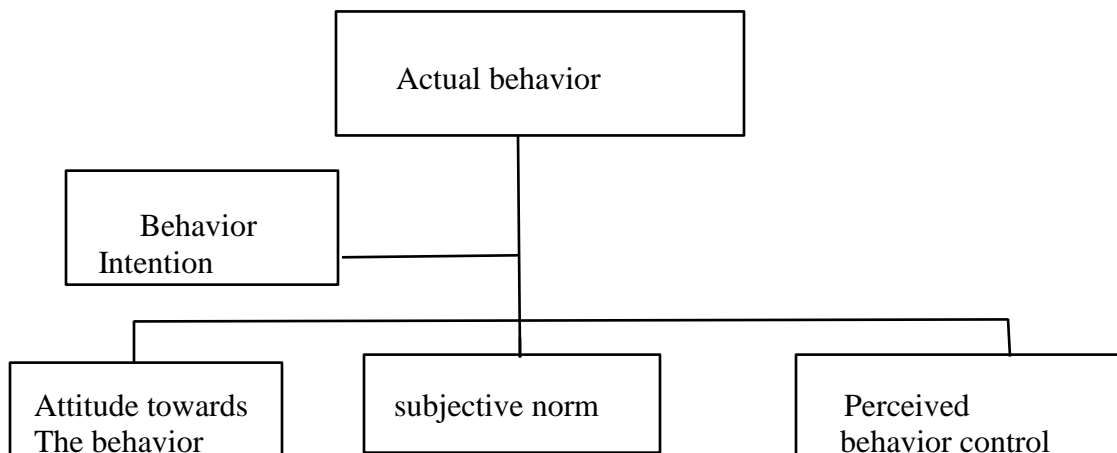 Actual behavior
Behavior
Intention
Attitude towards
The behavior
subjective norm
Perceived
behavior control